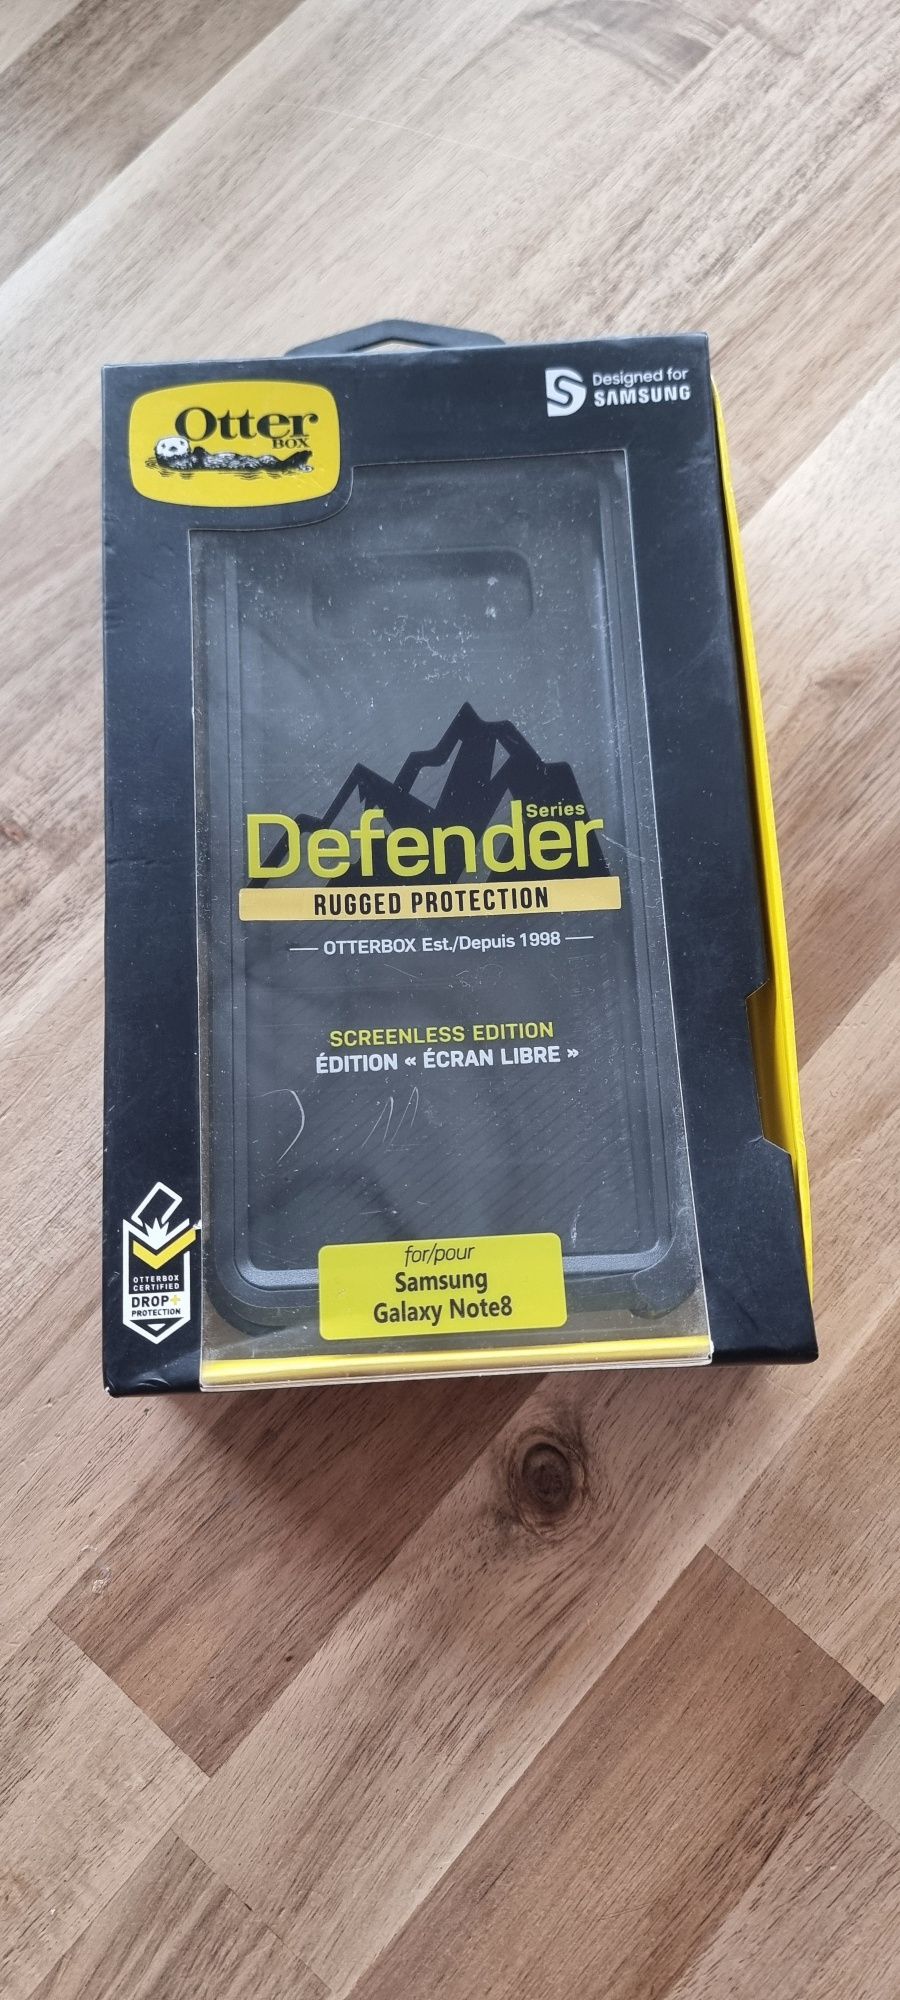 Otter
BOX
Designed for
SAMSUNG
Series
Defender
RUGGED PROTECTION
OTTERBOX Est./Depuis 1998
SCREENLESS EDITION
ÉDITION « ÉCRAN LIBRE »
for/pour
Samsung
Galaxy Note8
OTTERBOX
CERTIFIED
DROP+
PROTECTION